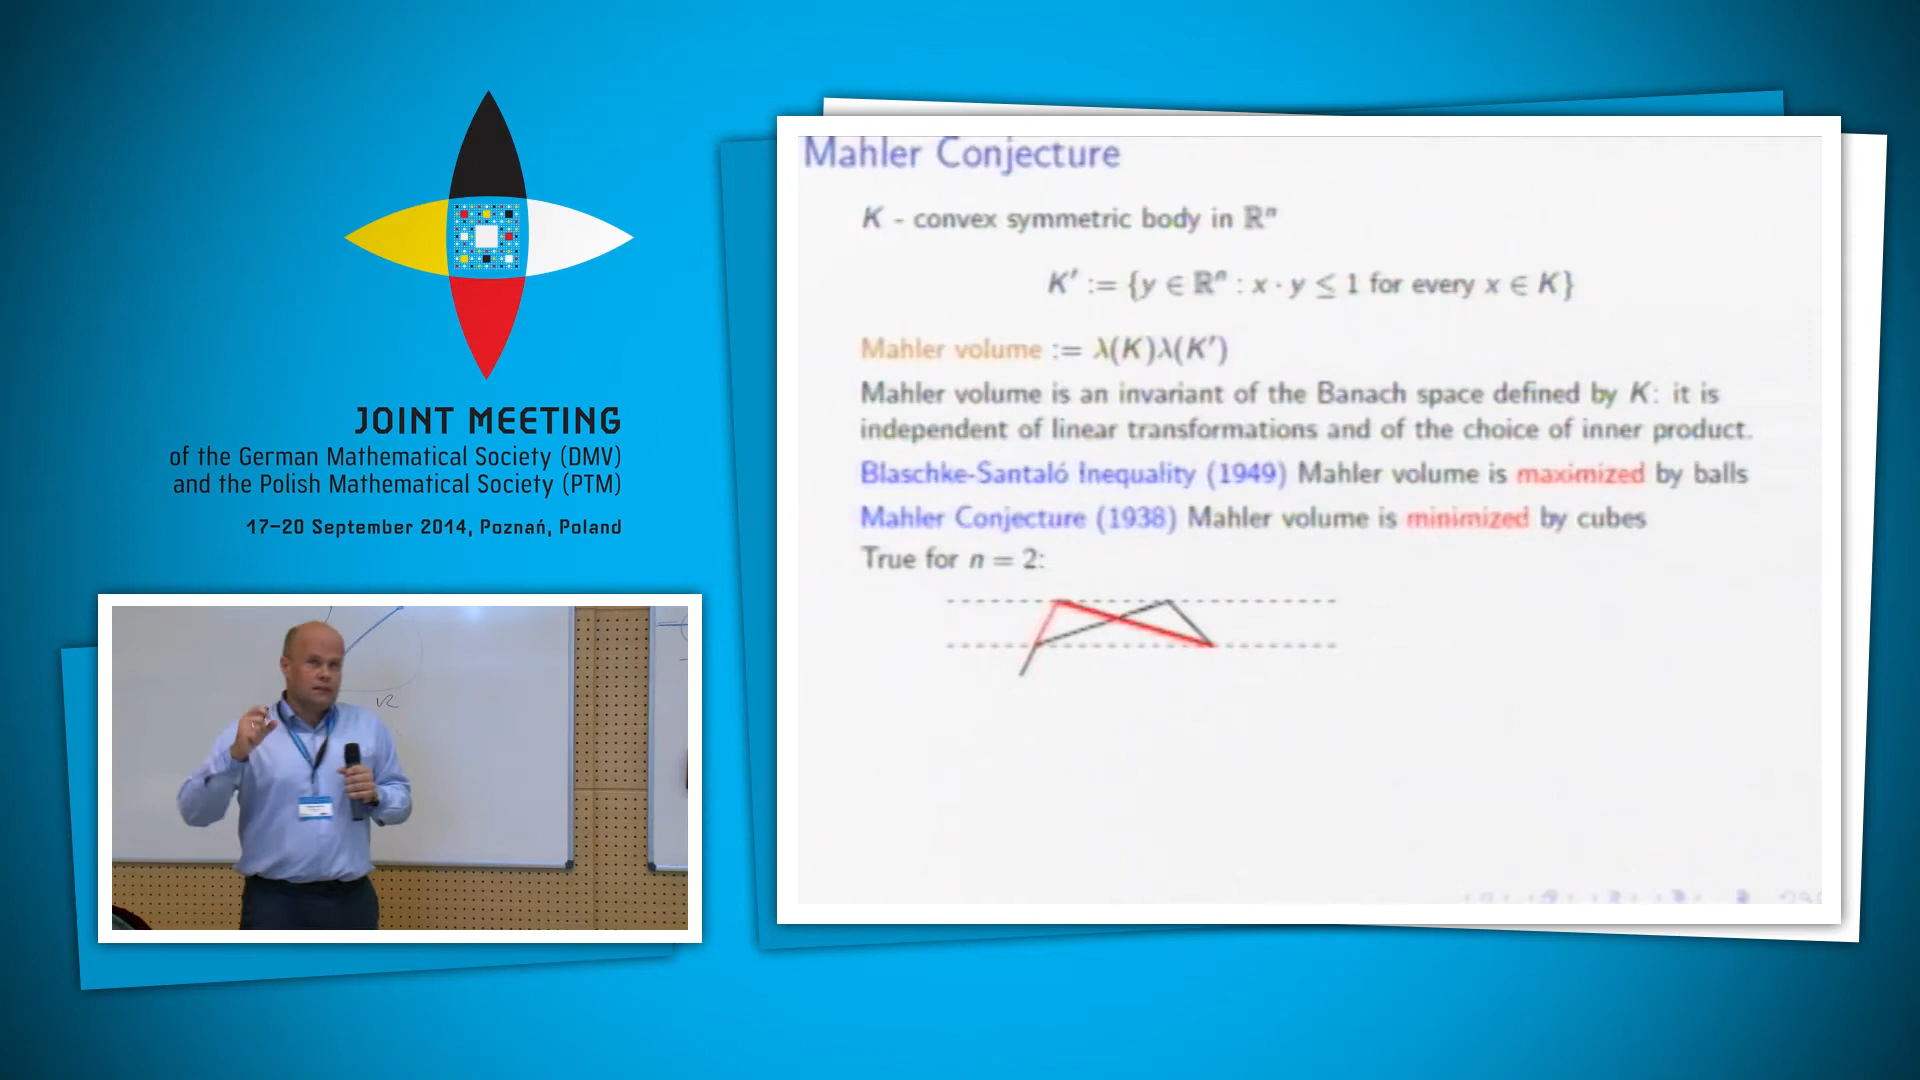 JOINT MEETING
of the German Mathematical Society (DMV)
and the Polish Mathematical Society (PTM)
17–20 September 2014, Poznań, Poland
Mahler Conjecture
K - convex symmetric body in ℝⁿ
K′ := {y ∈ ℝⁿ : x · y ≤ 1 for every x ∈ K}
Mahler volume := λ(K)λ(K′)
Mahler volume is an invariant of the Banach space defined by K: it is
independent of linear transformations and of the choice of inner product.
Blaschke-Santaló Inequality (1949) Mahler volume is maximized by balls
Mahler Conjecture (1938) Mahler volume is minimized by cubes
True for n = 2: